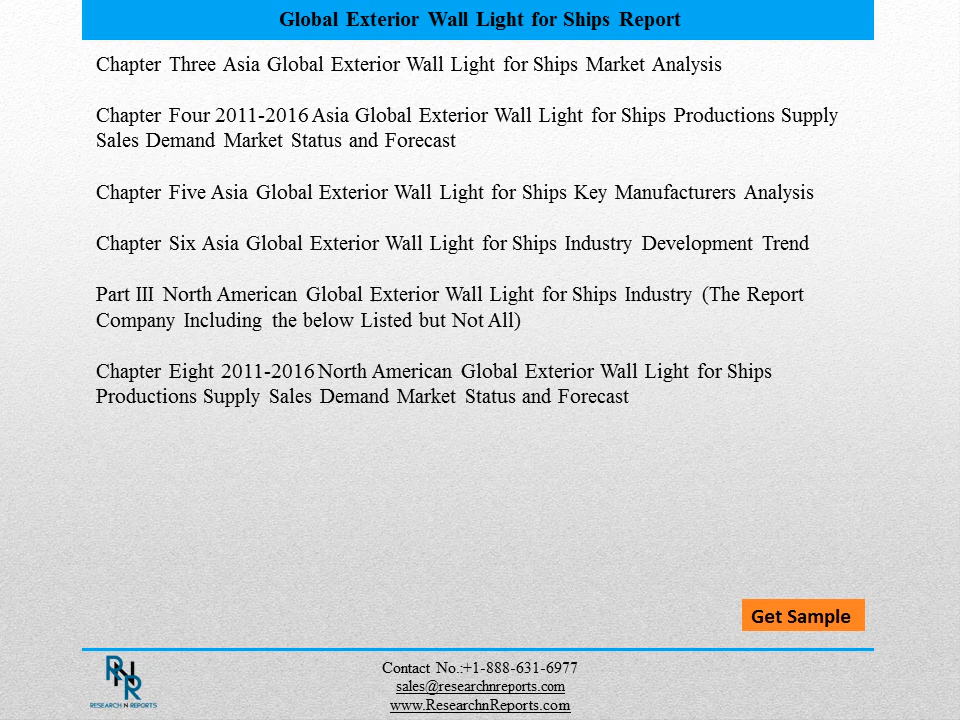 Global Exterior Wall Light for Ships Report
Chapter Three Asia Global Exterior Wall Light for Ships Market Analysis
Chapter Four 2011-2016 Asia Global Exterior Wall Light for Ships Productions Supply
Sales Demand Market Status and Forecast
Chapter Five Asia Global Exterior Wall Light for Ships Key Manufacturers Analysis
Chapter Six Asia Global Exterior Wall Light for Ships Industry Development Trend
Part III North American Global Exterior Wall Light for Ships Industry (The Report
Company Including the below Listed but Not All)
Chapter Eight 2011-2016 North American Global Exterior Wall Light for Ships
Productions Supply Sales Demand Market Status and Forecast
Get Sample
RNR
RESEARCH N REPORTS
Contact No.:+1-888-631-6977
sales@researchnreports.com
www.ResearchnReports.com